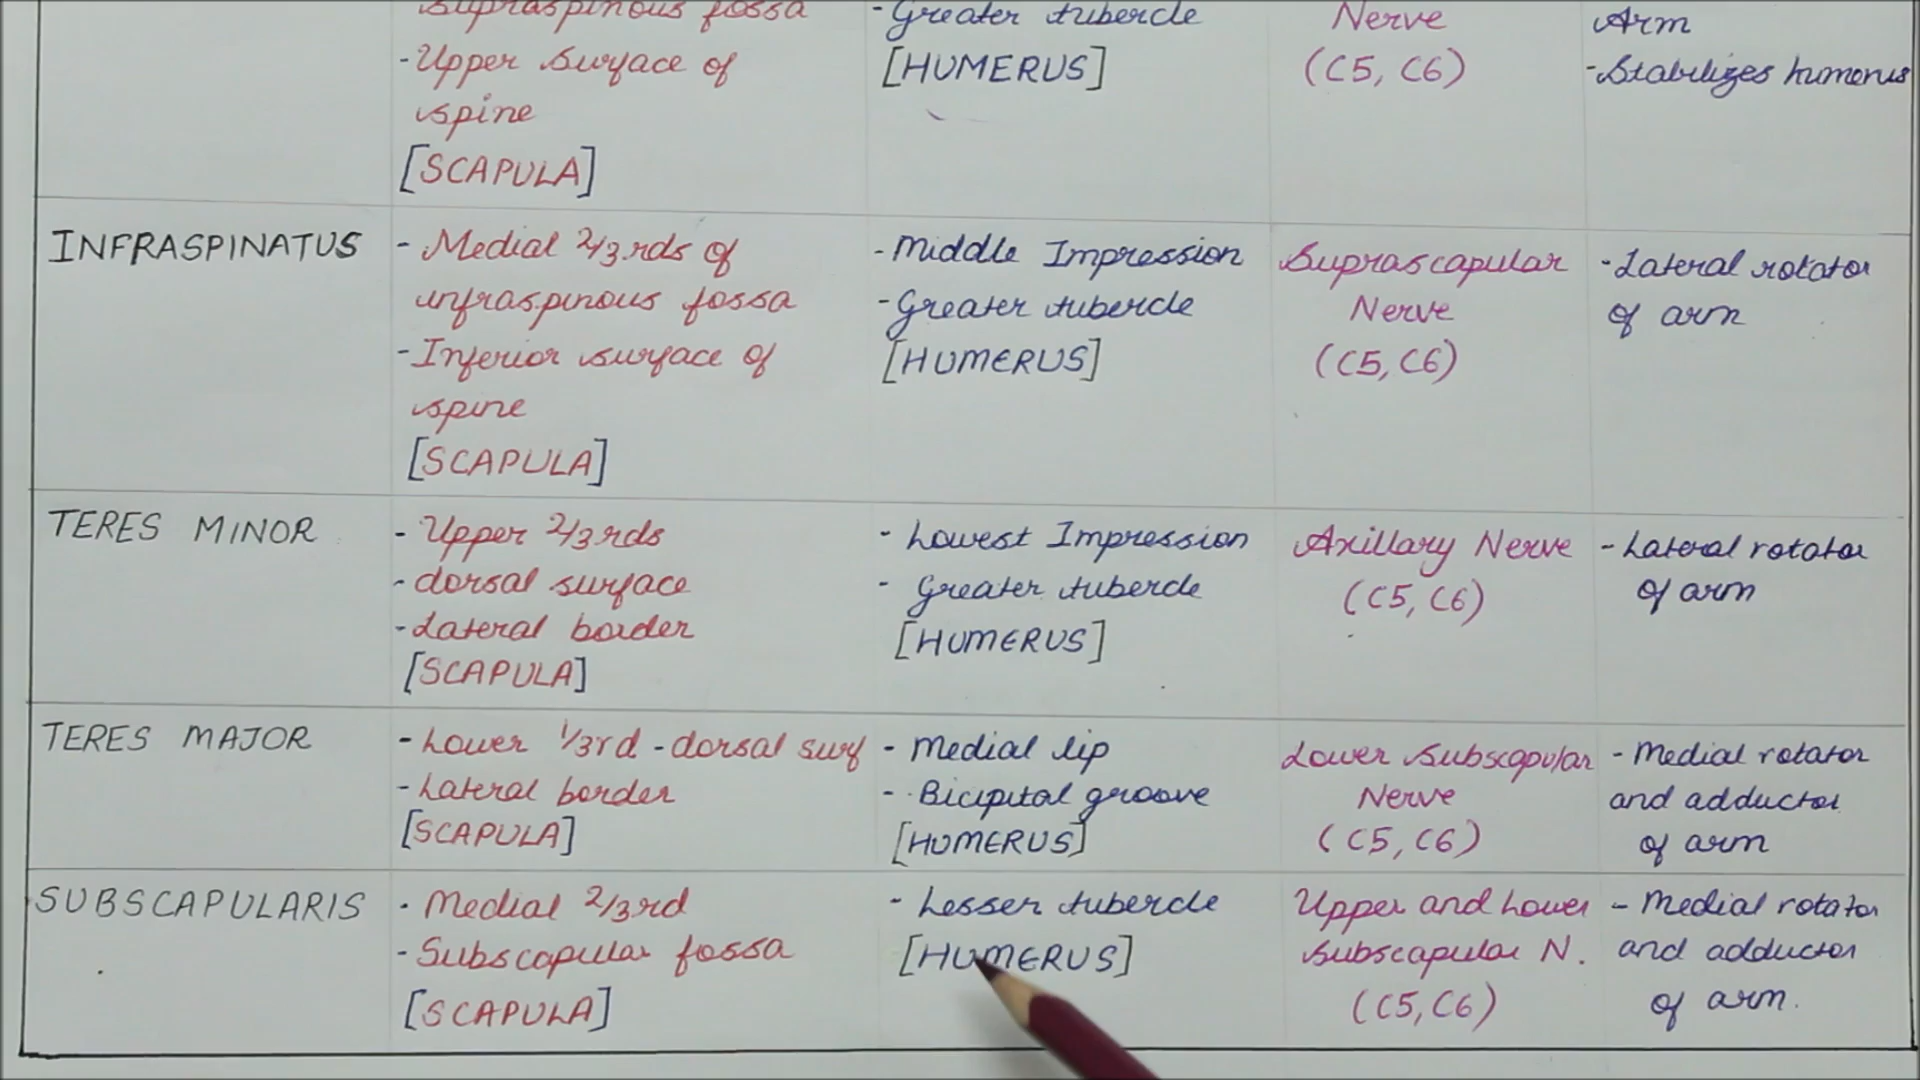 Supraspinous fossa
-Upper surface of
spine
[SCAPULA]
-Greater tubercle
[HUMERUS]
Nerve
(C5, C6)
Arm
-Stabilizes humerus
INFRASPINATUS
- Medial 2/3rds of
infraspinous fossa
-Inferior surface of
spine
[SCAPULA]
-Middle Impression
-Greater tubercle
[HUMERUS]
Suprascapular
Nerve
(C5, C6)
-Lateral rotator
of arm
TERES MINOR
- Upper 2/3rds
- dorsal surface
-Lateral border
[SCAPULA]
- Lowest Impression
- Greater tubercle
[HUMERUS]
Axillary Nerve
(C5, C6)
- Lateral rotator
of arm
TERES MAJOR
- Lower 1/3rd - dorsal surf
- Lateral border
[SCAPULA]
- Medial lip
- Bicipital groove
[HUMERUS]
Lower Subscapular
Nerve
(C5, C6)
- Medial rotator
and adductor
of arm
SUBSCAPULARIS
- Medial 2/3rd
- Subscapular fossa
[SCAPULA]
- Lesser tubercle
[HUMERUS]
Upper and Lower
Subscapular N.
(C5, C6)
- Medial rotator
and adductor
of arm.